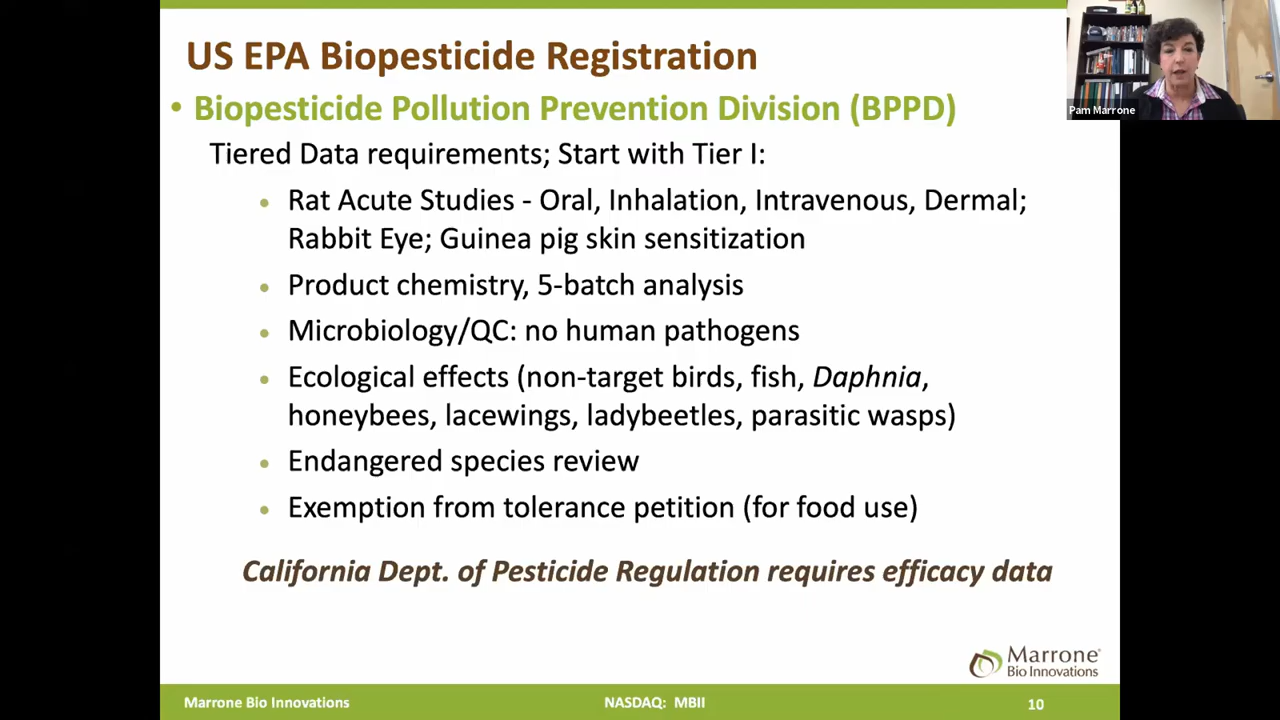 US EPA Biopesticide Registration
• Biopesticide Pollution Prevention Division (BPPD)
Tiered Data requirements; Start with Tier I:
• Rat Acute Studies - Oral, Inhalation, Intravenous, Dermal;
Rabbit Eye; Guinea pig skin sensitization
• Product chemistry, 5-batch analysis
• Microbiology/QC: no human pathogens
• Ecological effects (non-target birds, fish, Daphnia,
honeybees, lacewings, ladybeetles, parasitic wasps)
• Endangered species review
• Exemption from tolerance petition (for food use)
California Dept. of Pesticide Regulation requires efficacy data
Marrone®
Bio Innovations
Marrone Bio Innovations
NASDAQ: MBII
10
Pam Marrone